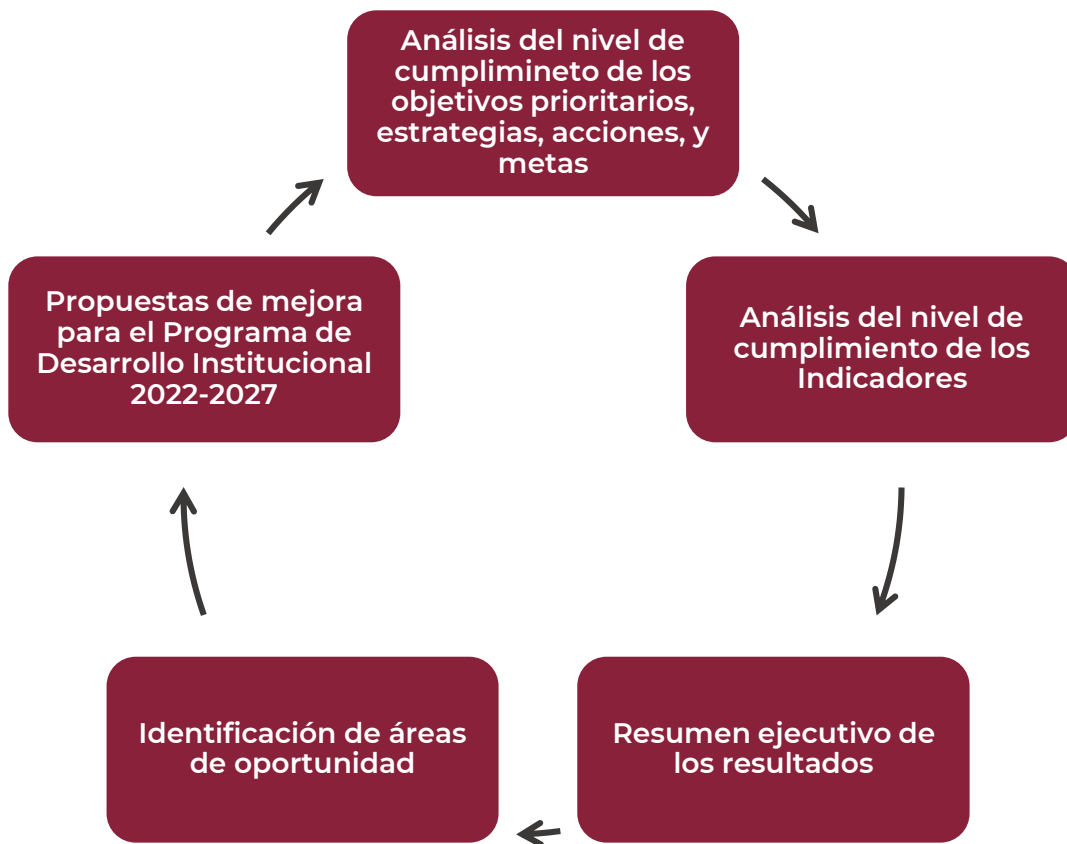 Análisis del nivel de
cumplimineto de los
objetivos prioritarios,
estrategias, acciones, y
metas
Análisis del nivel de
cumplimiento de los
Indicadores
Resumen ejecutivo de
los resultados
Identificación de áreas
de oportunidad
Propuestas de mejora
para el Programa de
Desarrollo Institucional
2022-2027